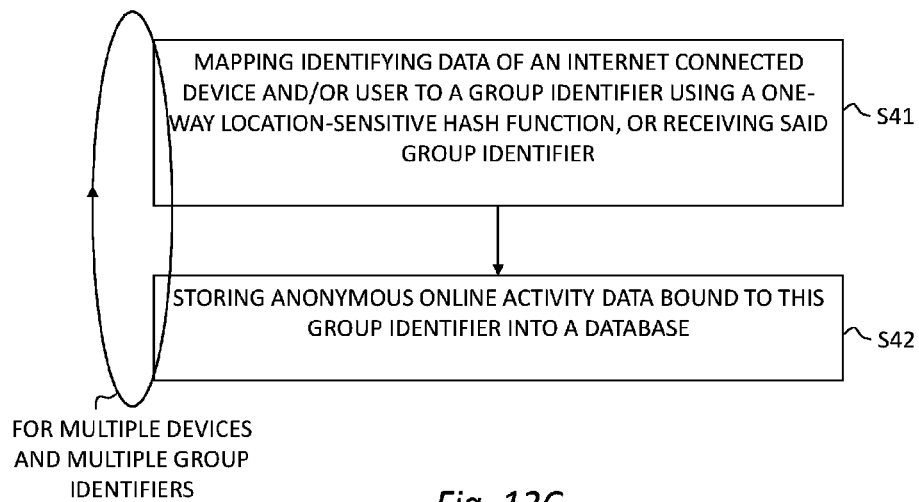 MAPPING IDENTIFYING DATA OF AN INTERNET CONNECTED
DEVICE AND/OR USER TO A GROUP IDENTIFIER USING A ONE-
WAY LOCATION-SENSITIVE HASH FUNCTION, OR RECEIVING SAID
GROUP IDENTIFIER
S41
STORING ANONYMOUS ONLINE ACTIVITY DATA BOUND TO THIS
GROUP IDENTIFIER INTO A DATABASE
S42
FOR MULTIPLE DEVICES
AND MULTIPLE GROUP
IDENTIFIERS